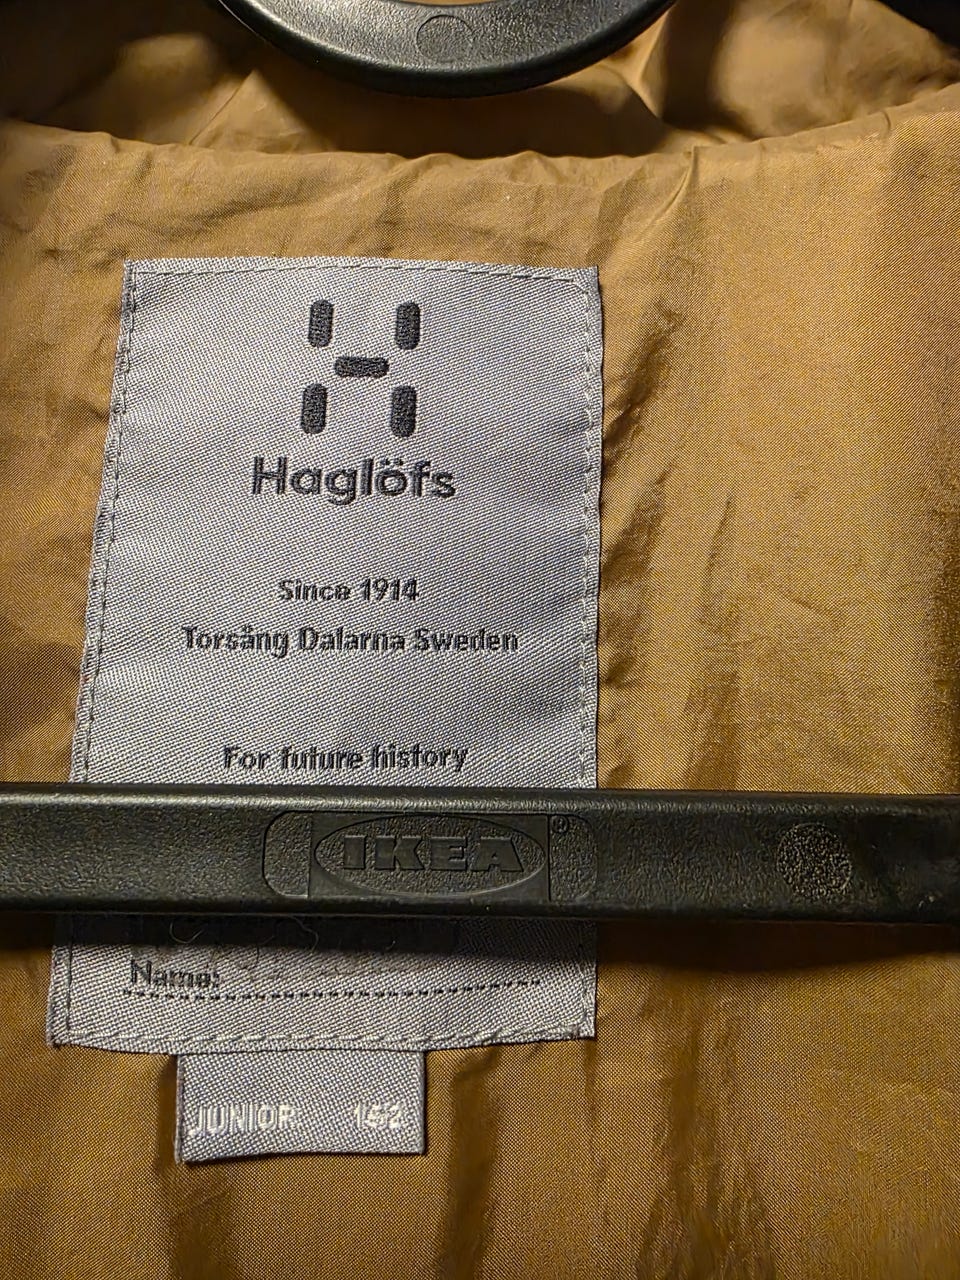 Haglöfs
Since 1914
Torsång Dalarna Sweden
For future history
IKEA®
Name:
JUNIOR 152